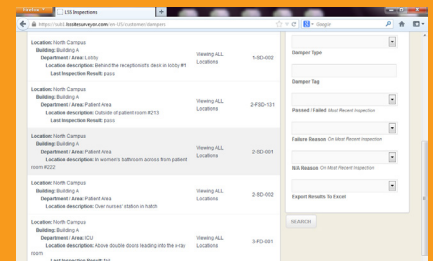 LSS Inspections
Google
Location: North Campus
Building: Building A
Department / Area: Lobby
Location description: Behind the receptionist's desk in lobby #1
Last Inspection Result: pass
Viewing ALL
Locations
1-SD-002
Location: North Campus
Building: Building A
Department / Area: Patient Area
Location description: Outside of patient room #213
Last Inspection Result: pass
Viewing ALL
Locations
2-FSD-131
Location: North Campus
Building: Building A
Department / Area: Patient Area
Location description: In women's bathroom across from patient
room #222
Viewing ALL
Locations
2-SD-001
Location: North Campus
Building: Building A
Department / Area: Patient Area
Location description: Over nurses' station in hatch
Viewing ALL
Locations
2-SD-002
Location: North Campus
Building: Building A
Department / Area: ICU
Location description: Above double doors leading into the x-ray
room
Viewing ALL
Locations
3-FD-001
Damper Type
Damper Tag
Passed / Failed Most Recent Inspection
Failure Reason On Most Recent Inspection
N/A Reason On Most Recent Inspection
Export Results To Excel
SEARCH